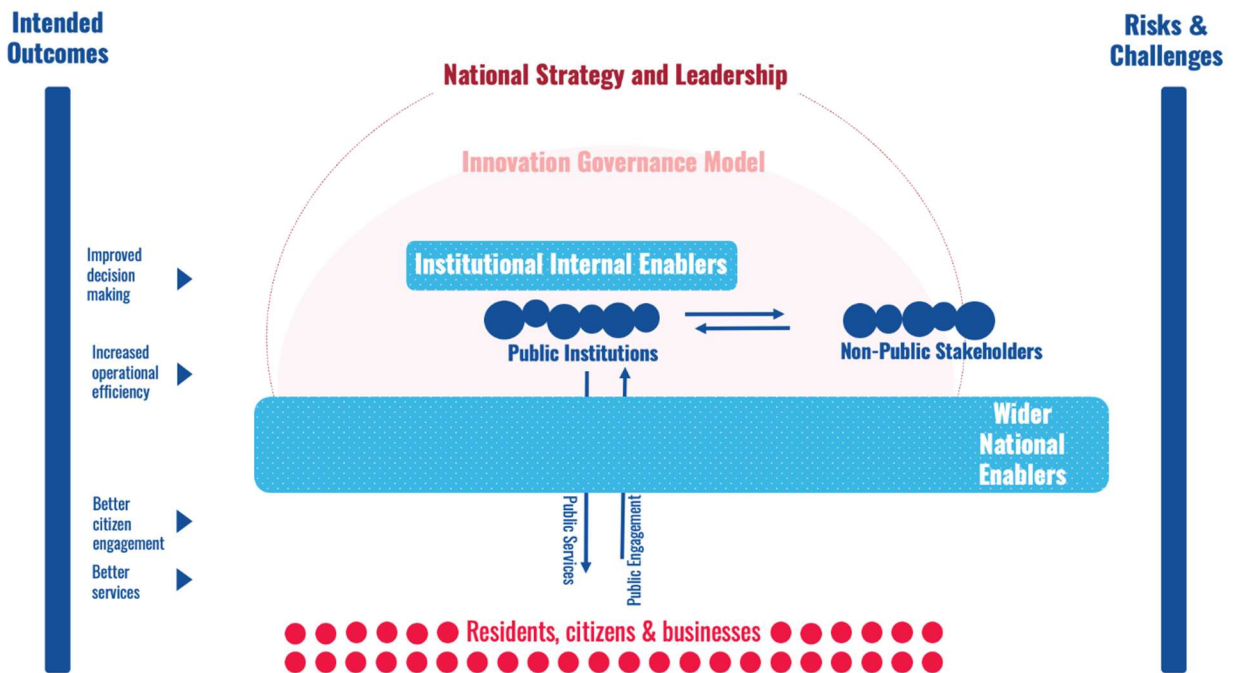 Intended
Outcomes
Risks &
Challenges
National Strategy and Leadership
Innovation Governance Model
Improved
decision
making
Institutional Internal Enablers
Increased
operational
efficiency
Public Institutions
Non-Public Stakeholders
Wider
National
Enablers
Better
citizen
engagement
Better
services
Public Services
Public Engagement
Residents, citizens & businesses